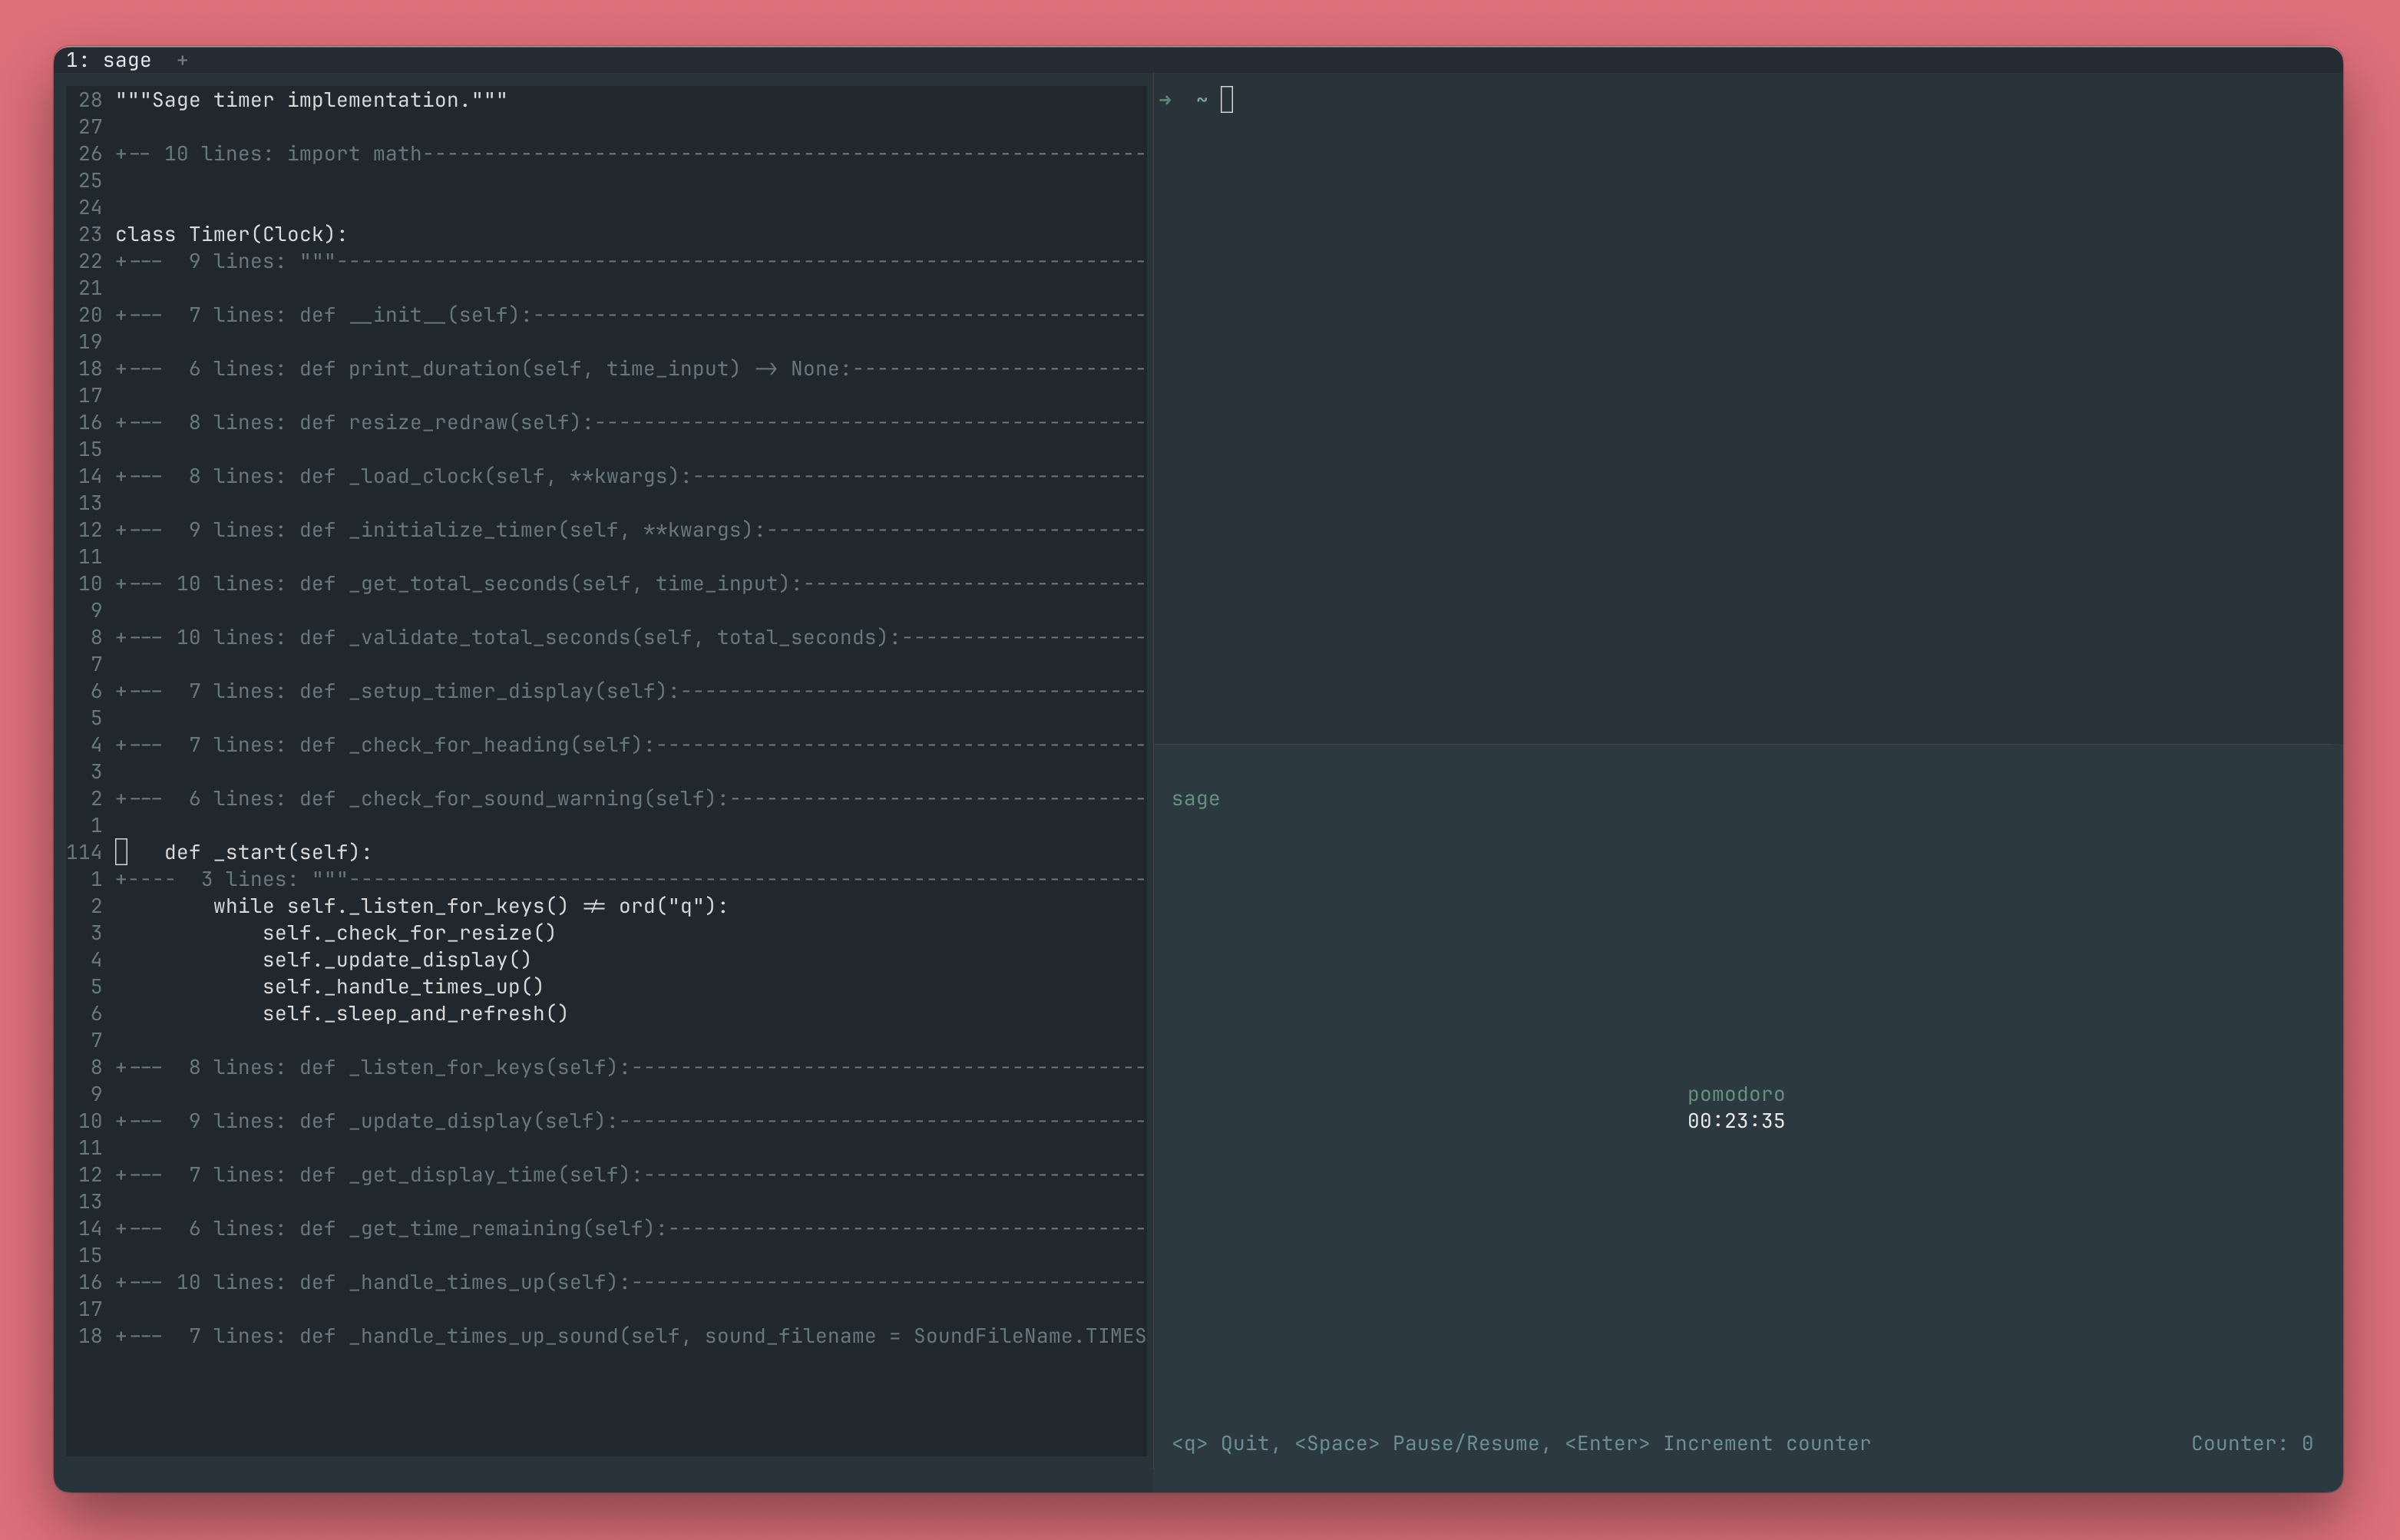 1: sage +
28 """Sage timer implementation."""
27
26 +-- 10 lines: import math------------------------------------------------------------
25
24
23 class Timer(Clock):
22 +---  9 lines: """-------------------------------------------------------------------
21
20 +---  7 lines: def __init__(self):---------------------------------------------------
19
18 +---  6 lines: def print_duration(self, time_input) -> None:-------------------------
17
16 +---  8 lines: def resize_redraw(self):----------------------------------------------
15
14 +---  8 lines: def _load_clock(self, **kwargs):--------------------------------------
13
12 +---  9 lines: def _initialize_timer(self, **kwargs):--------------------------------
11
10 +--- 10 lines: def _get_total_seconds(self, time_input):-----------------------------
9
8 +--- 10 lines: def _validate_total_seconds(self, total_seconds):---------------------
7
6 +---  7 lines: def _setup_timer_display(self):---------------------------------------
5
4 +---  7 lines: def _check_for_heading(self):-----------------------------------------
3
2 +---  6 lines: def _check_for_sound_warning(self):-----------------------------------
1
114     def _start(self):
1 +----  3 lines: """------------------------------------------------------------------
2         while self._listen_for_keys() != ord("q"):
3             self._check_for_resize()
4             self._update_display()
5             self._handle_times_up()
6             self._sleep_and_refresh()
7
8 +---  8 lines: def _listen_for_keys(self):-------------------------------------------
9
10 +---  9 lines: def _update_display(self):--------------------------------------------
11
12 +---  7 lines: def _get_display_time(self):------------------------------------------
13
14 +---  6 lines: def _get_time_remaining(self):----------------------------------------
15
16 +--- 10 lines: def _handle_times_up(self):-------------------------------------------
17
18 +---  7 lines: def _handle_times_up_sound(self, sound_filename = SoundFileName.TIMES
→ ~
sage
pomodoro
00:23:35
<q> Quit, <Space> Pause/Resume, <Enter> Increment counter
Counter: 0